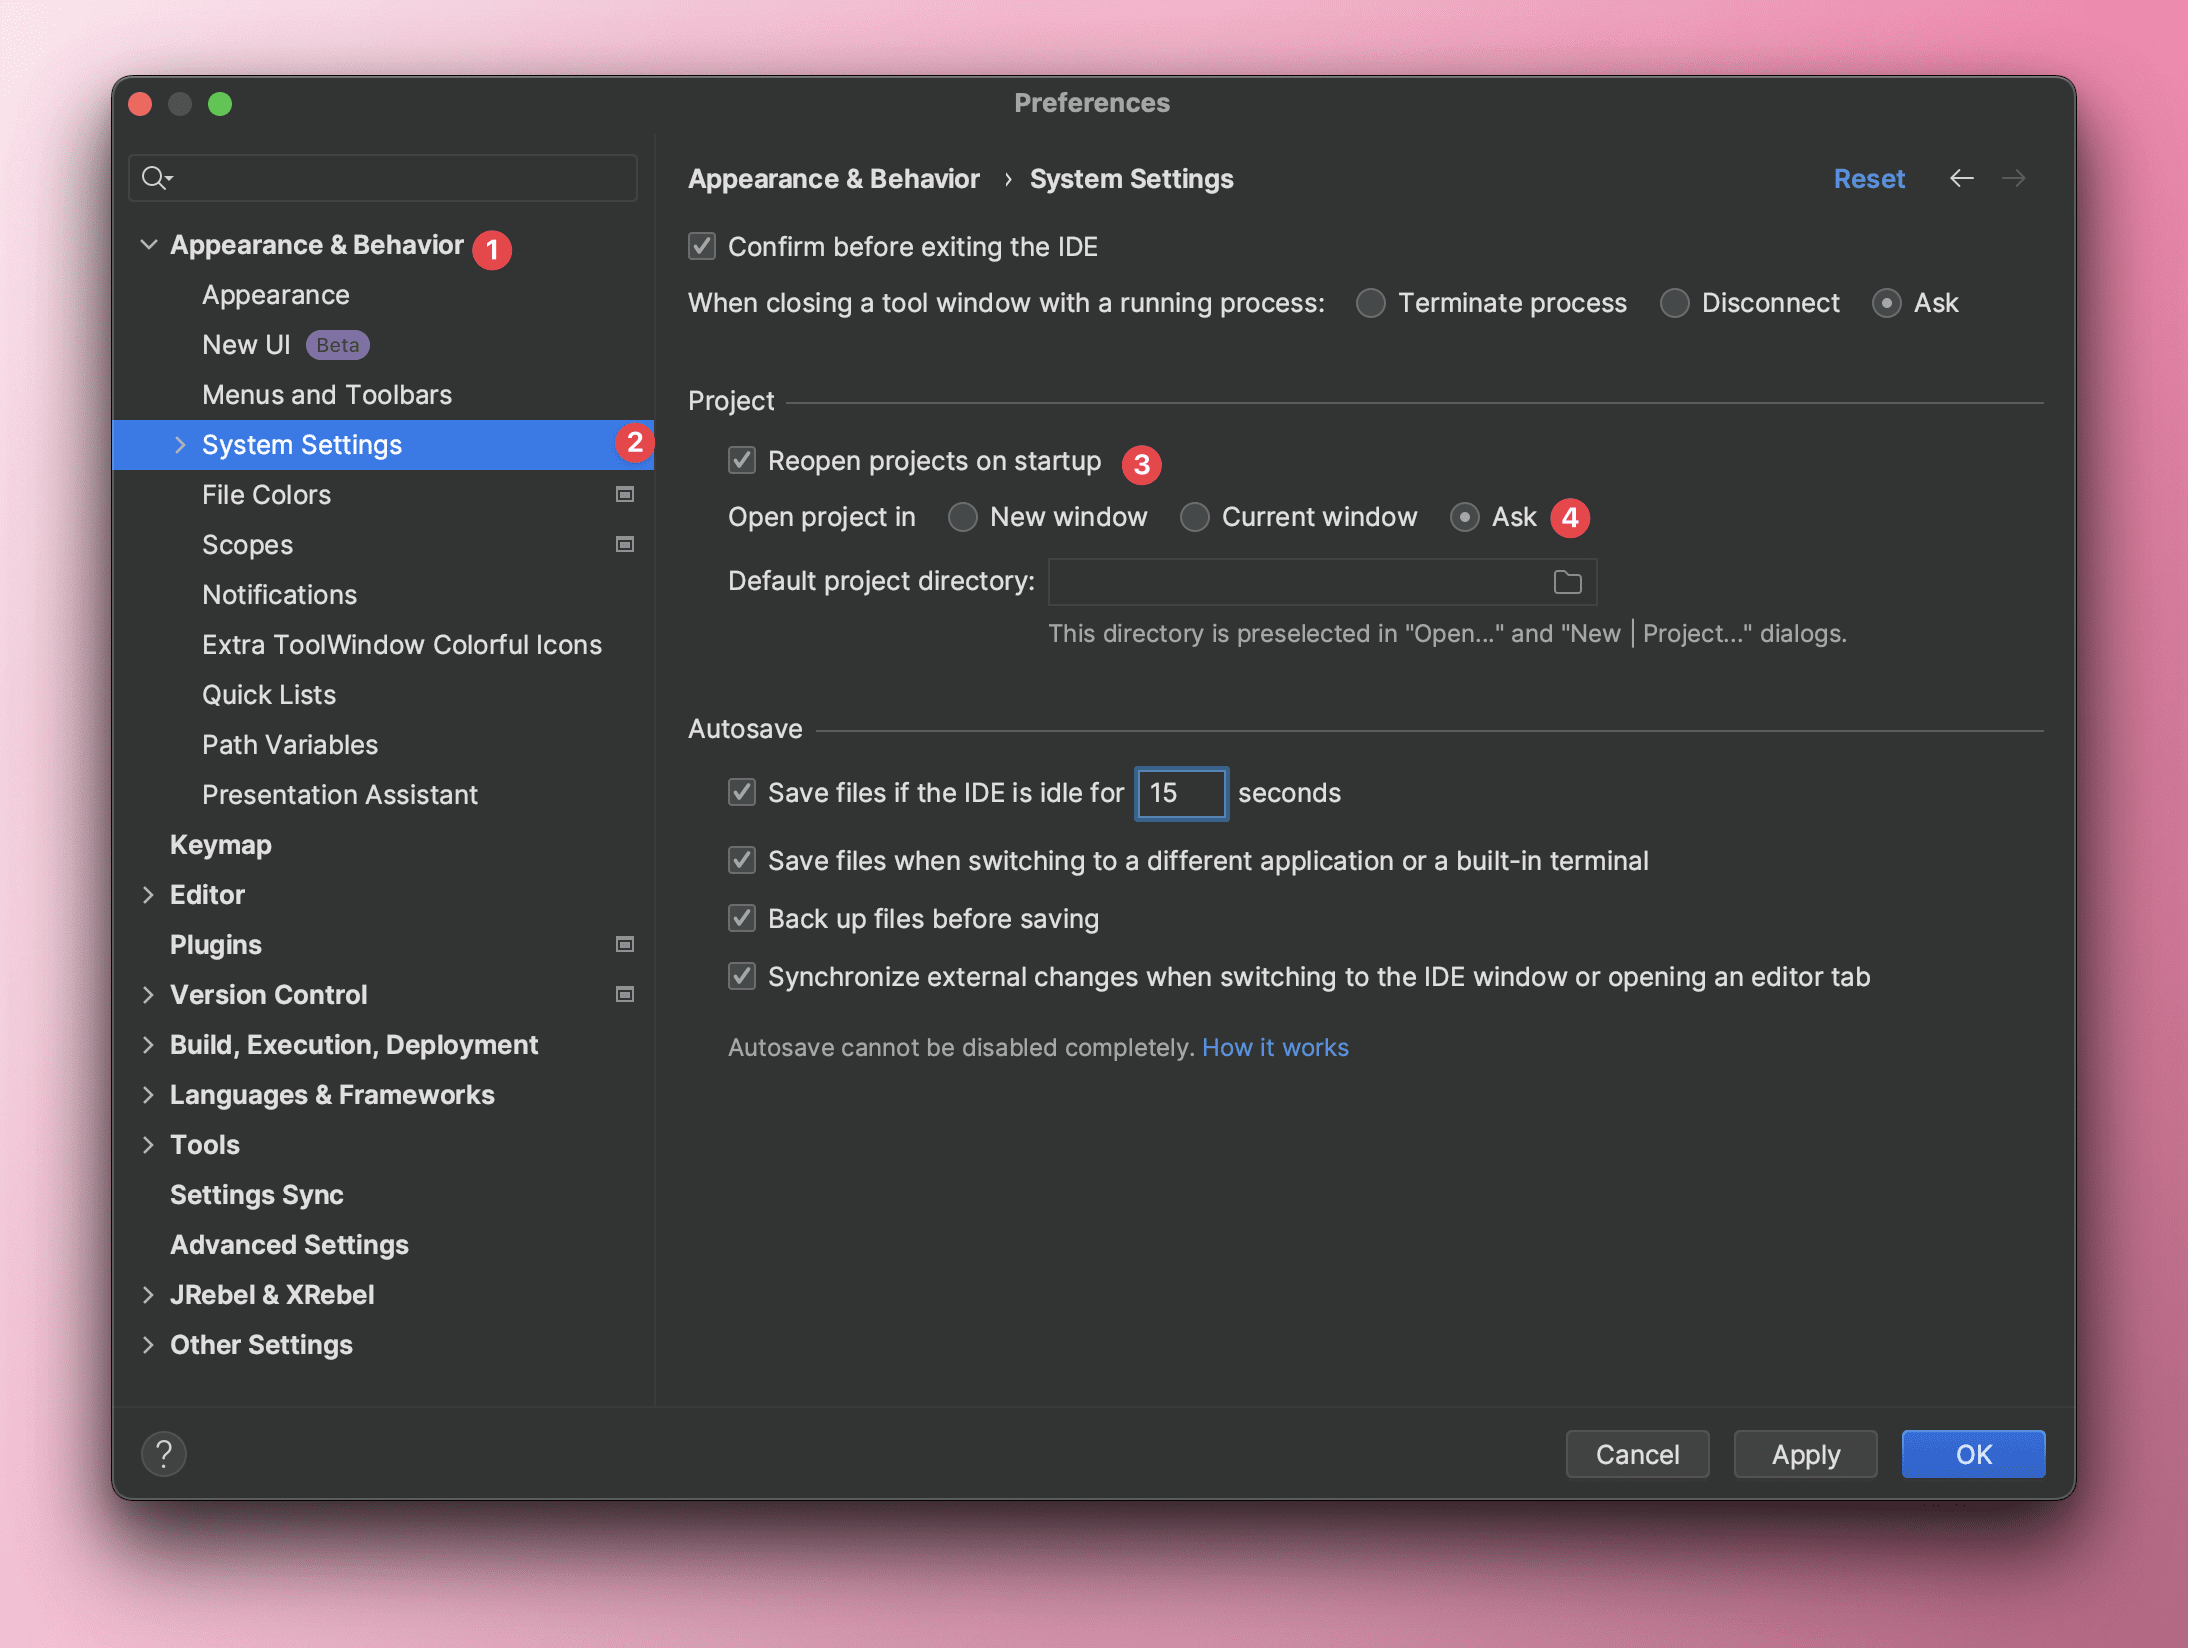 Preferences
Appearance & Behavior 1
Appearance
New UI Beta
Menus and Toolbars
System Settings 2
File Colors
Scopes
Notifications
Extra ToolWindow Colorful Icons
Quick Lists
Path Variables
Presentation Assistant
Keymap
Editor
Plugins
Version Control
Build, Execution, Deployment
Languages & Frameworks
Tools
Settings Sync
Advanced Settings
JRebel & XRebel
Other Settings
Appearance & Behavior › System Settings Reset
Confirm before exiting the IDE
When closing a tool window with a running process: Terminate process Disconnect Ask
Project
Reopen projects on startup 3
Open project in New window Current window Ask 4
Default project directory:
This directory is preselected in "Open..." and "New | Project..." dialogs.
Autosave
Save files if the IDE is idle for 15 seconds
Save files when switching to a different application or a built-in terminal
Back up files before saving
Synchronize external changes when switching to the IDE window or opening an editor tab
Autosave cannot be disabled completely. How it works
? Cancel Apply OK